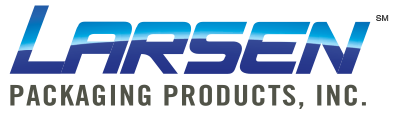 LARSEN℠
PACKAGING PRODUCTS, INC.